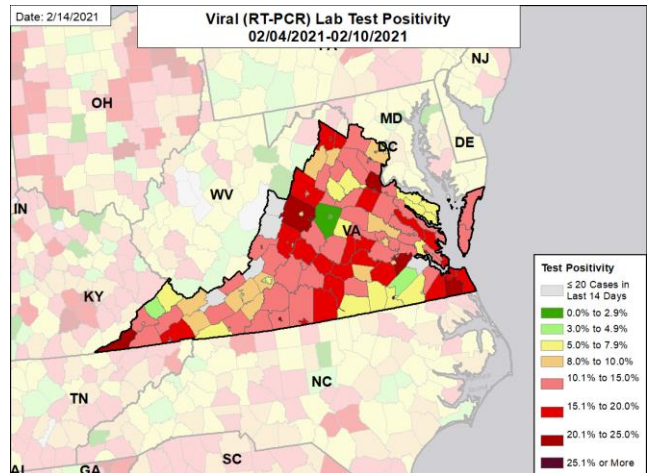 Date: 2/14/2021
Viral (RT-PCR) Lab Test Positivity
02/04/2021-02/10/2021
NJ
OH
MD
DE
DC
WV
IN
VA
KY
NC
TN
SC
AL
GA
Test Positivity
≤ 20 Cases in
Last 14 Days
0.0% to 2.9%
3.0% to 4.9%
5.0% to 7.9%
8.0% to 10.0%
10.1% to 15.0%
15.1% to 20.0%
20.1% to 25.0%
25.1% or More